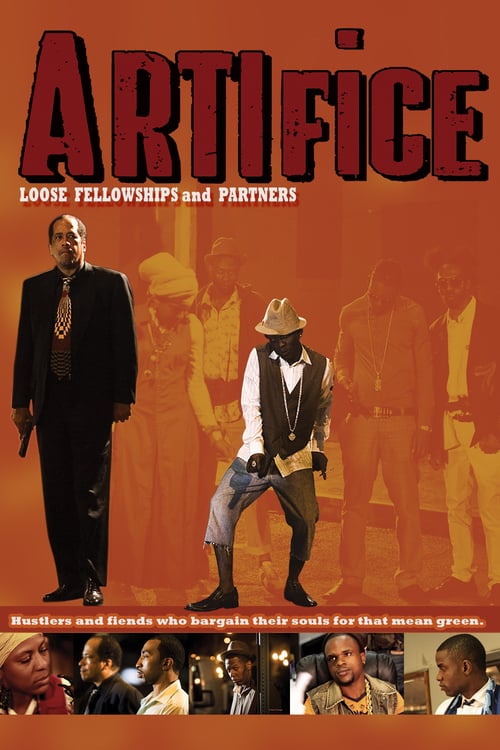 ARTIFiCE
LOOSE FELLOWSHIPS and PARTNERS
Hustlers and fiends who bargain their souls for that mean green.